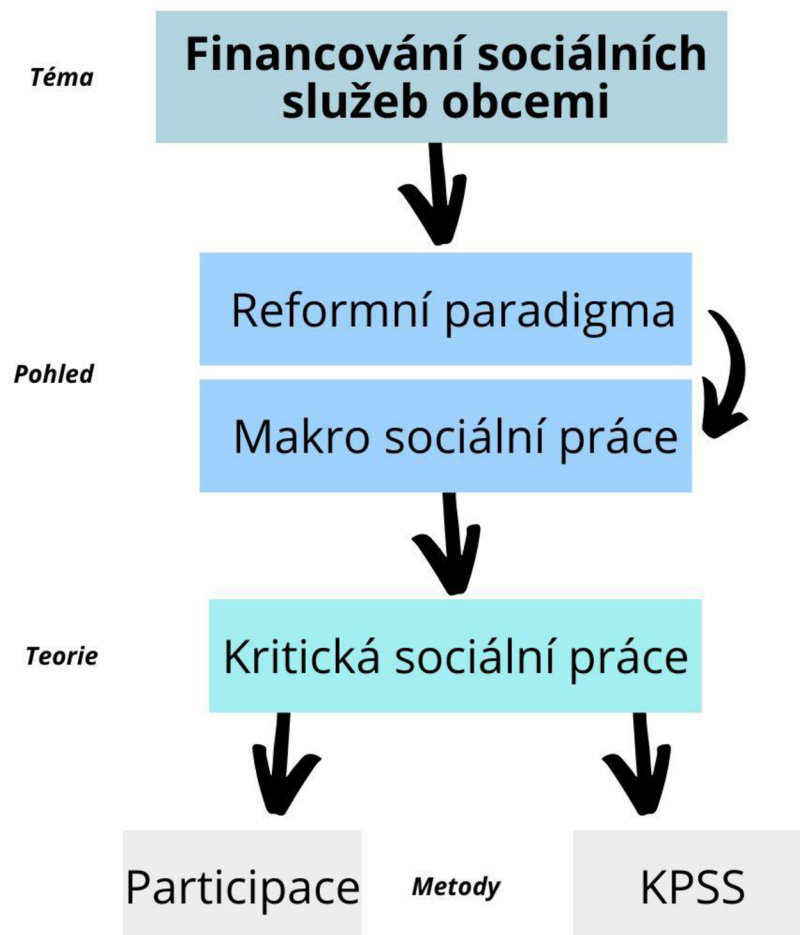 Téma
Financování sociálních
služeb obcemi
Reformní paradigma
Pohled
Makro sociální práce
Teorie
Kritická sociální práce
Participace
Metody
KPSS